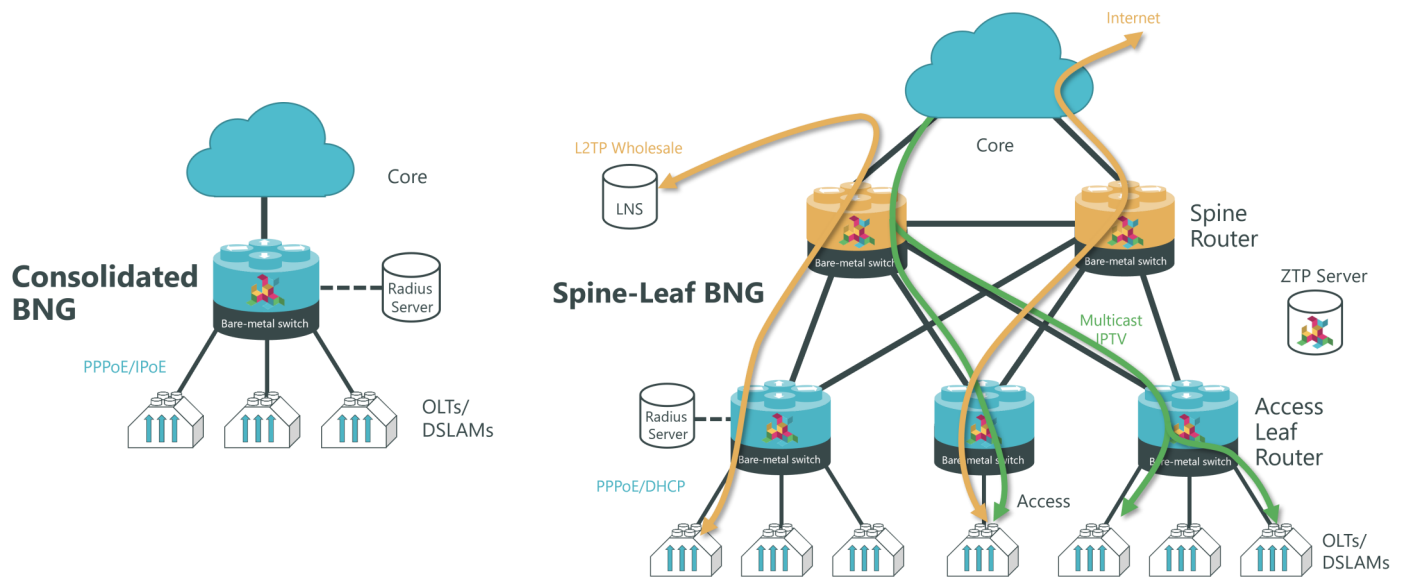 Core
Consolidated
BNG
Bare-metal switch
Radius
Server
PPPoE/IPoE
OLTs/
DSLAMs
Internet
L2TP Wholesale
LNS
Core
Spine
Router
Bare-metal switch
Bare-metal switch
Spine-Leaf BNG
ZTP Server
Multicast
IPTV
Radius
Server
Bare-metal switch
Bare-metal switch
Bare-metal switch
Access
Leaf
Router
PPPoE/DHCP
Access
OLTs/
DSLAMs